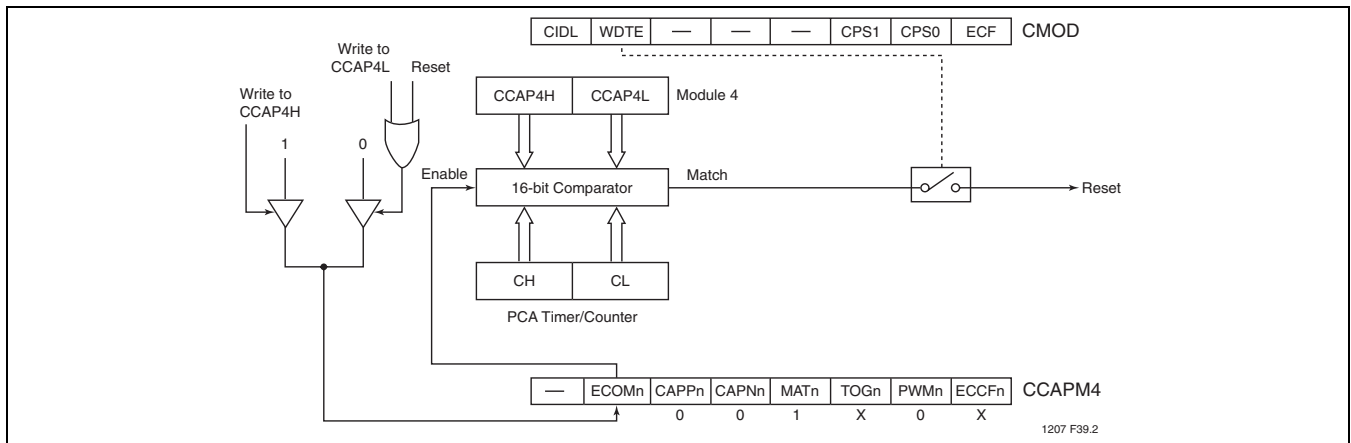 CIDL WDTE — — — CPS1 CPS0 ECF CMOD
Write to
CCAP4L Reset
Write to
CCAP4H
CCAP4H CCAP4L Module 4
1 0
Enable 16-bit Comparator Match Reset
CH CL
PCA Timer/Counter
— ECOMn CAPPn CAPNn MATn TOGn PWMn ECCFn CCAPM4
0 0 1 X 0 X
1207 F39.2